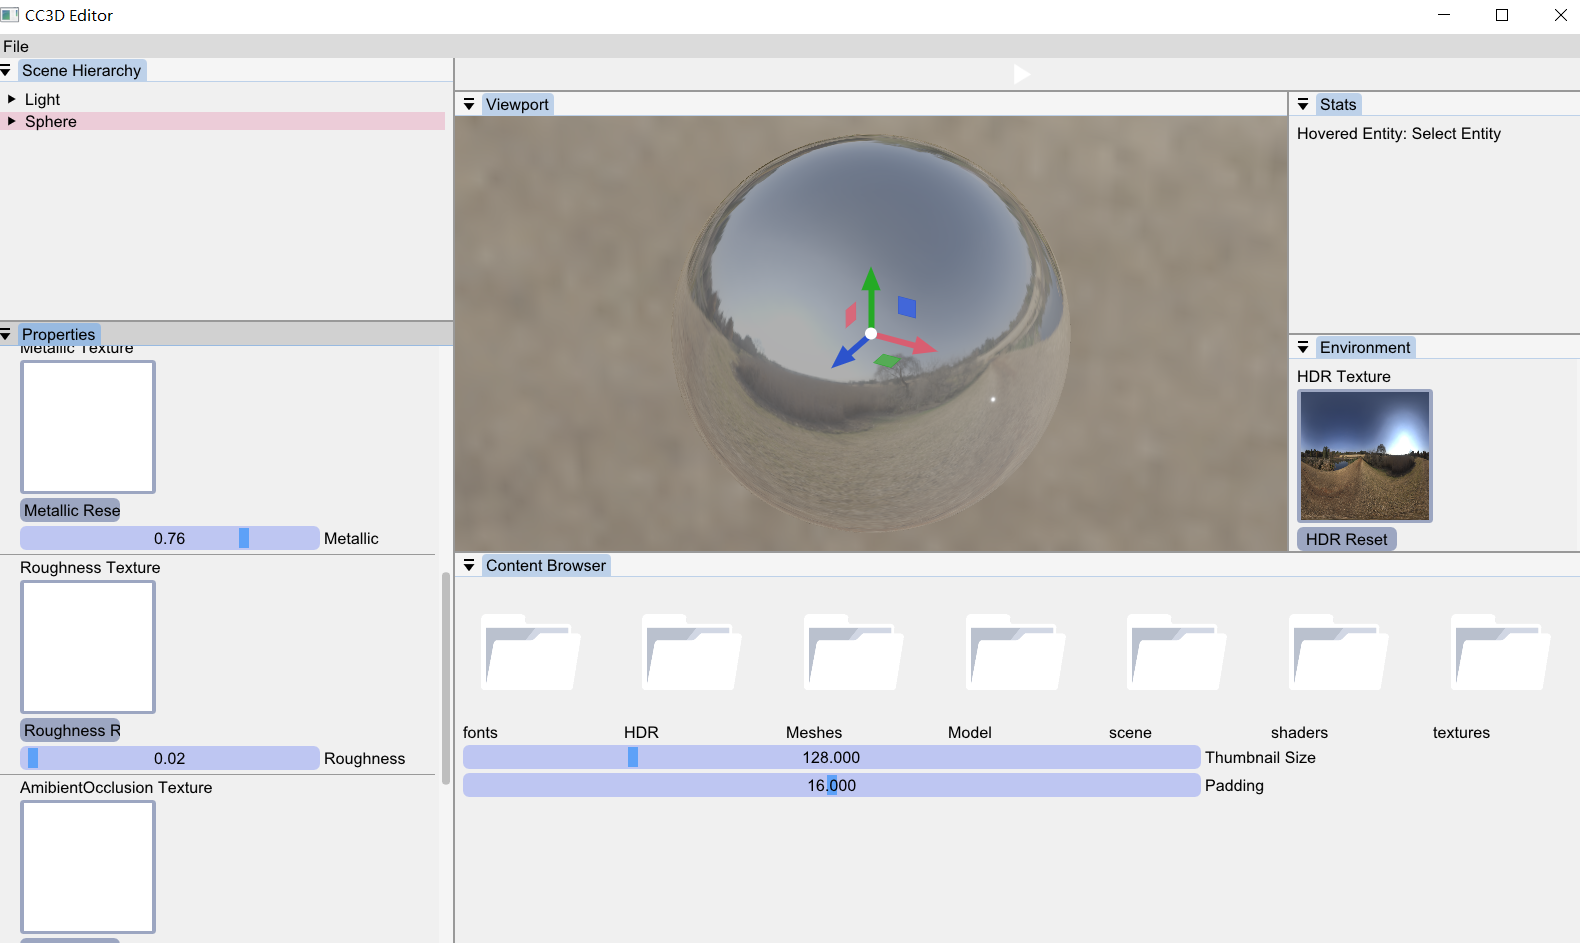 CC3D Editor
File
Scene Hierarchy
Light
Sphere
Properties
Metallic Texture
Metallic Rese
0.76 Metallic
Roughness Texture
Roughness R
0.02 Roughness
AmbientOcclusion Texture
Viewport
Stats
Hovered Entity: Select Entity
Environment
HDR Texture
HDR Reset
Content Browser
fonts HDR Meshes Model scene shaders textures
128.000 Thumbnail Size
16.000 Padding